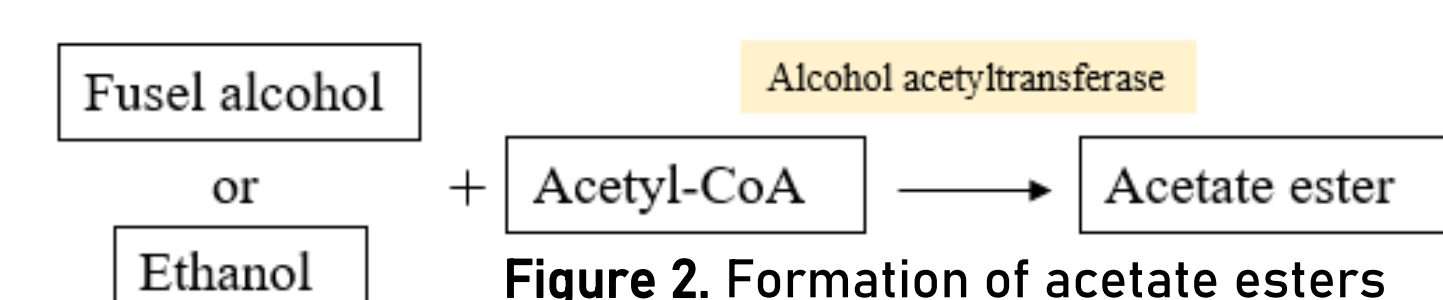 Fusel alcohol
Alcohol acetyltransferase
or
+ Acetyl-CoA
Acetate ester
Ethanol
Figure 2. Formation of acetate esters